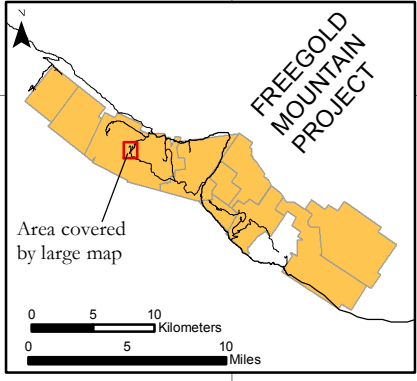 N
FREEGOLD
MOUNTAIN
PROJECT
Area covered
by large map
0 5 10
Kilometers
0 5 10
Miles